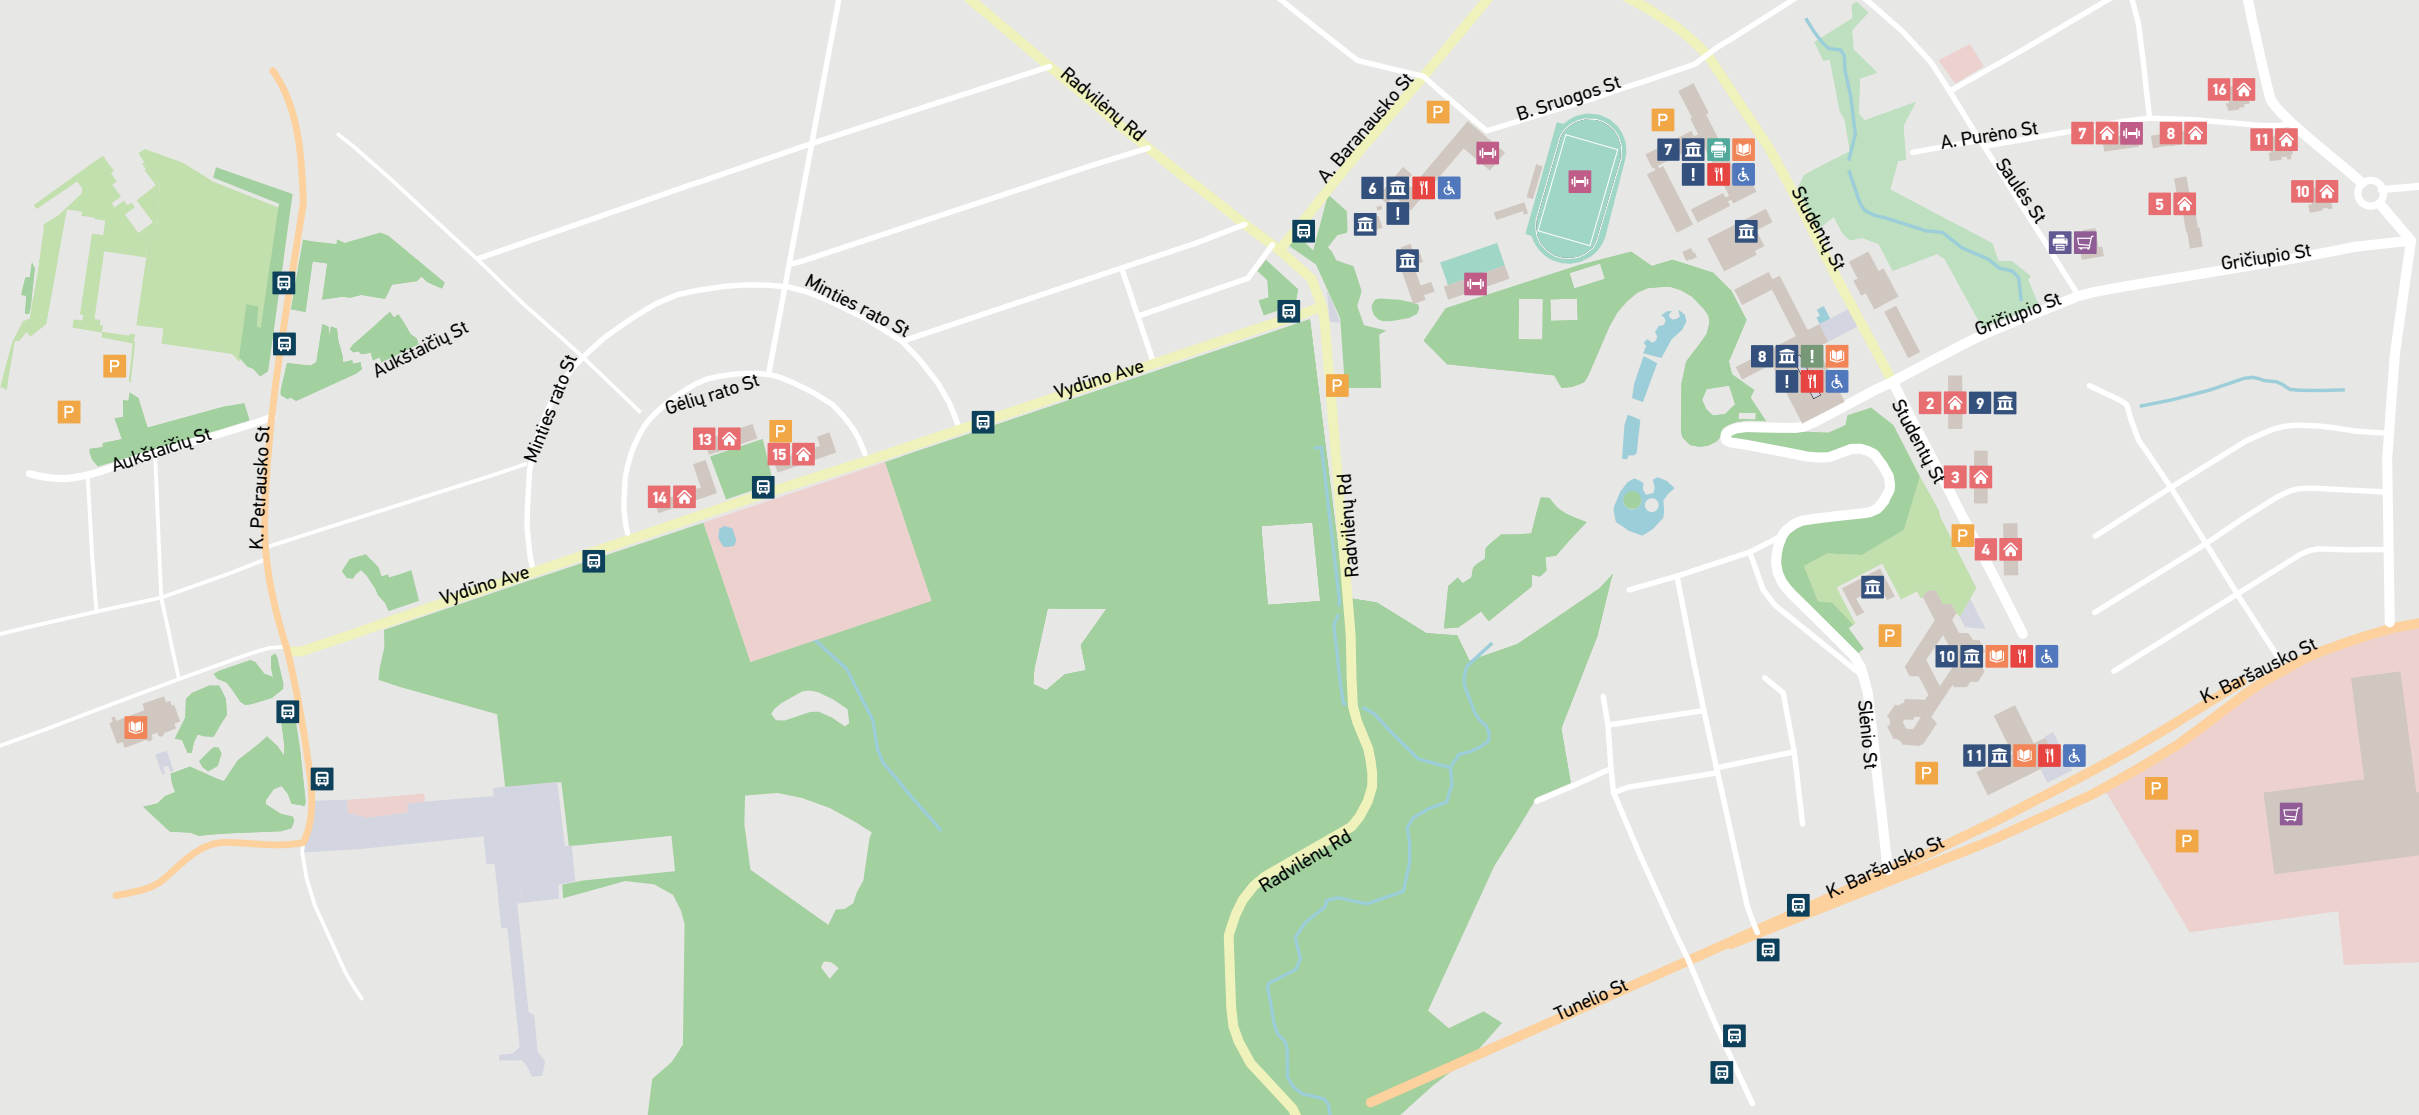 Radvilėnų Rd
A. Baranausko St
B. Sruogos St
P
P
16
7
8
11
A. Purėno St
7
!
6
!
Saulės St
10
5
Studentų St
Gričiupio St
Minties rato St
Gričiupio St
Aukštaičių St
P
Minties rato St
Vydūno Ave
Gėlių rato St
P
8
!
!
P
2
9
Studentų St
Aukštaičių St
13
P
15
14
3
K. Petrausko St
Radvilėnų Rd
P
4
Vydūno Ave
P
10
K. Baršausko St
Slėnio St
11
P
P
P
Radvilėnų Rd
K. Baršausko St
Tunelio St